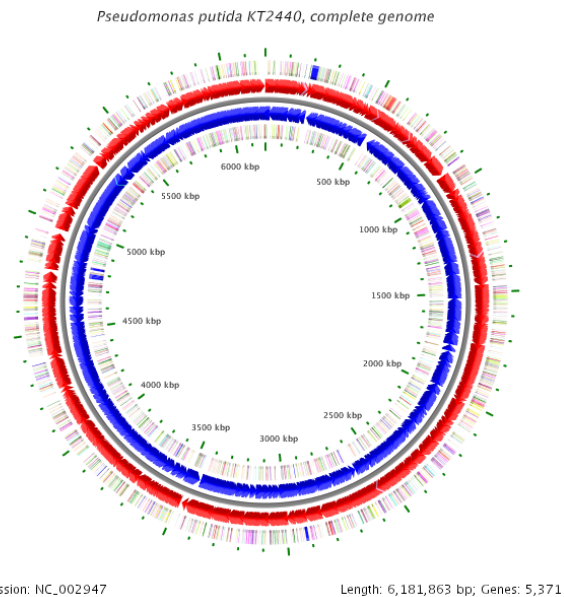 Pseudomonas putida KT2440, complete genome
6000 kbp
500 kbp
5500 kbp
1000 kbp
5000 kbp
1500 kbp
4500 kbp
2000 kbp
4000 kbp
2500 kbp
3500 kbp
3000 kbp
ssion: NC_002947
Length: 6,181,863 bp; Genes: 5,371